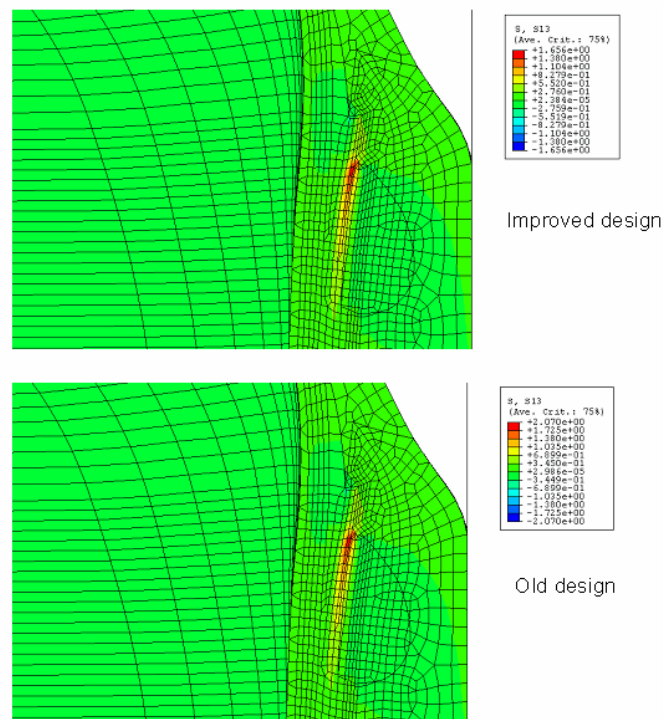 S, S13
(Ave. Crit.: 75%)
+1.656e+00
+1.380e+00
+1.104e+00
+8.279e-01
+5.520e-01
+2.760e-01
+2.384e-05
-2.759e-01
-5.519e-01
-8.279e-01
-1.104e+00
-1.380e+00
-1.656e+00
Improved design
S, S13
(Ave. Crit.: 75%)
+2.070e+00
+1.725e+00
+1.380e+00
+1.035e+00
+6.899e-01
+3.450e-01
+2.986e-05
-3.449e-01
-6.899e-01
-1.035e+00
-1.380e+00
-1.725e+00
-2.070e+00
Old design